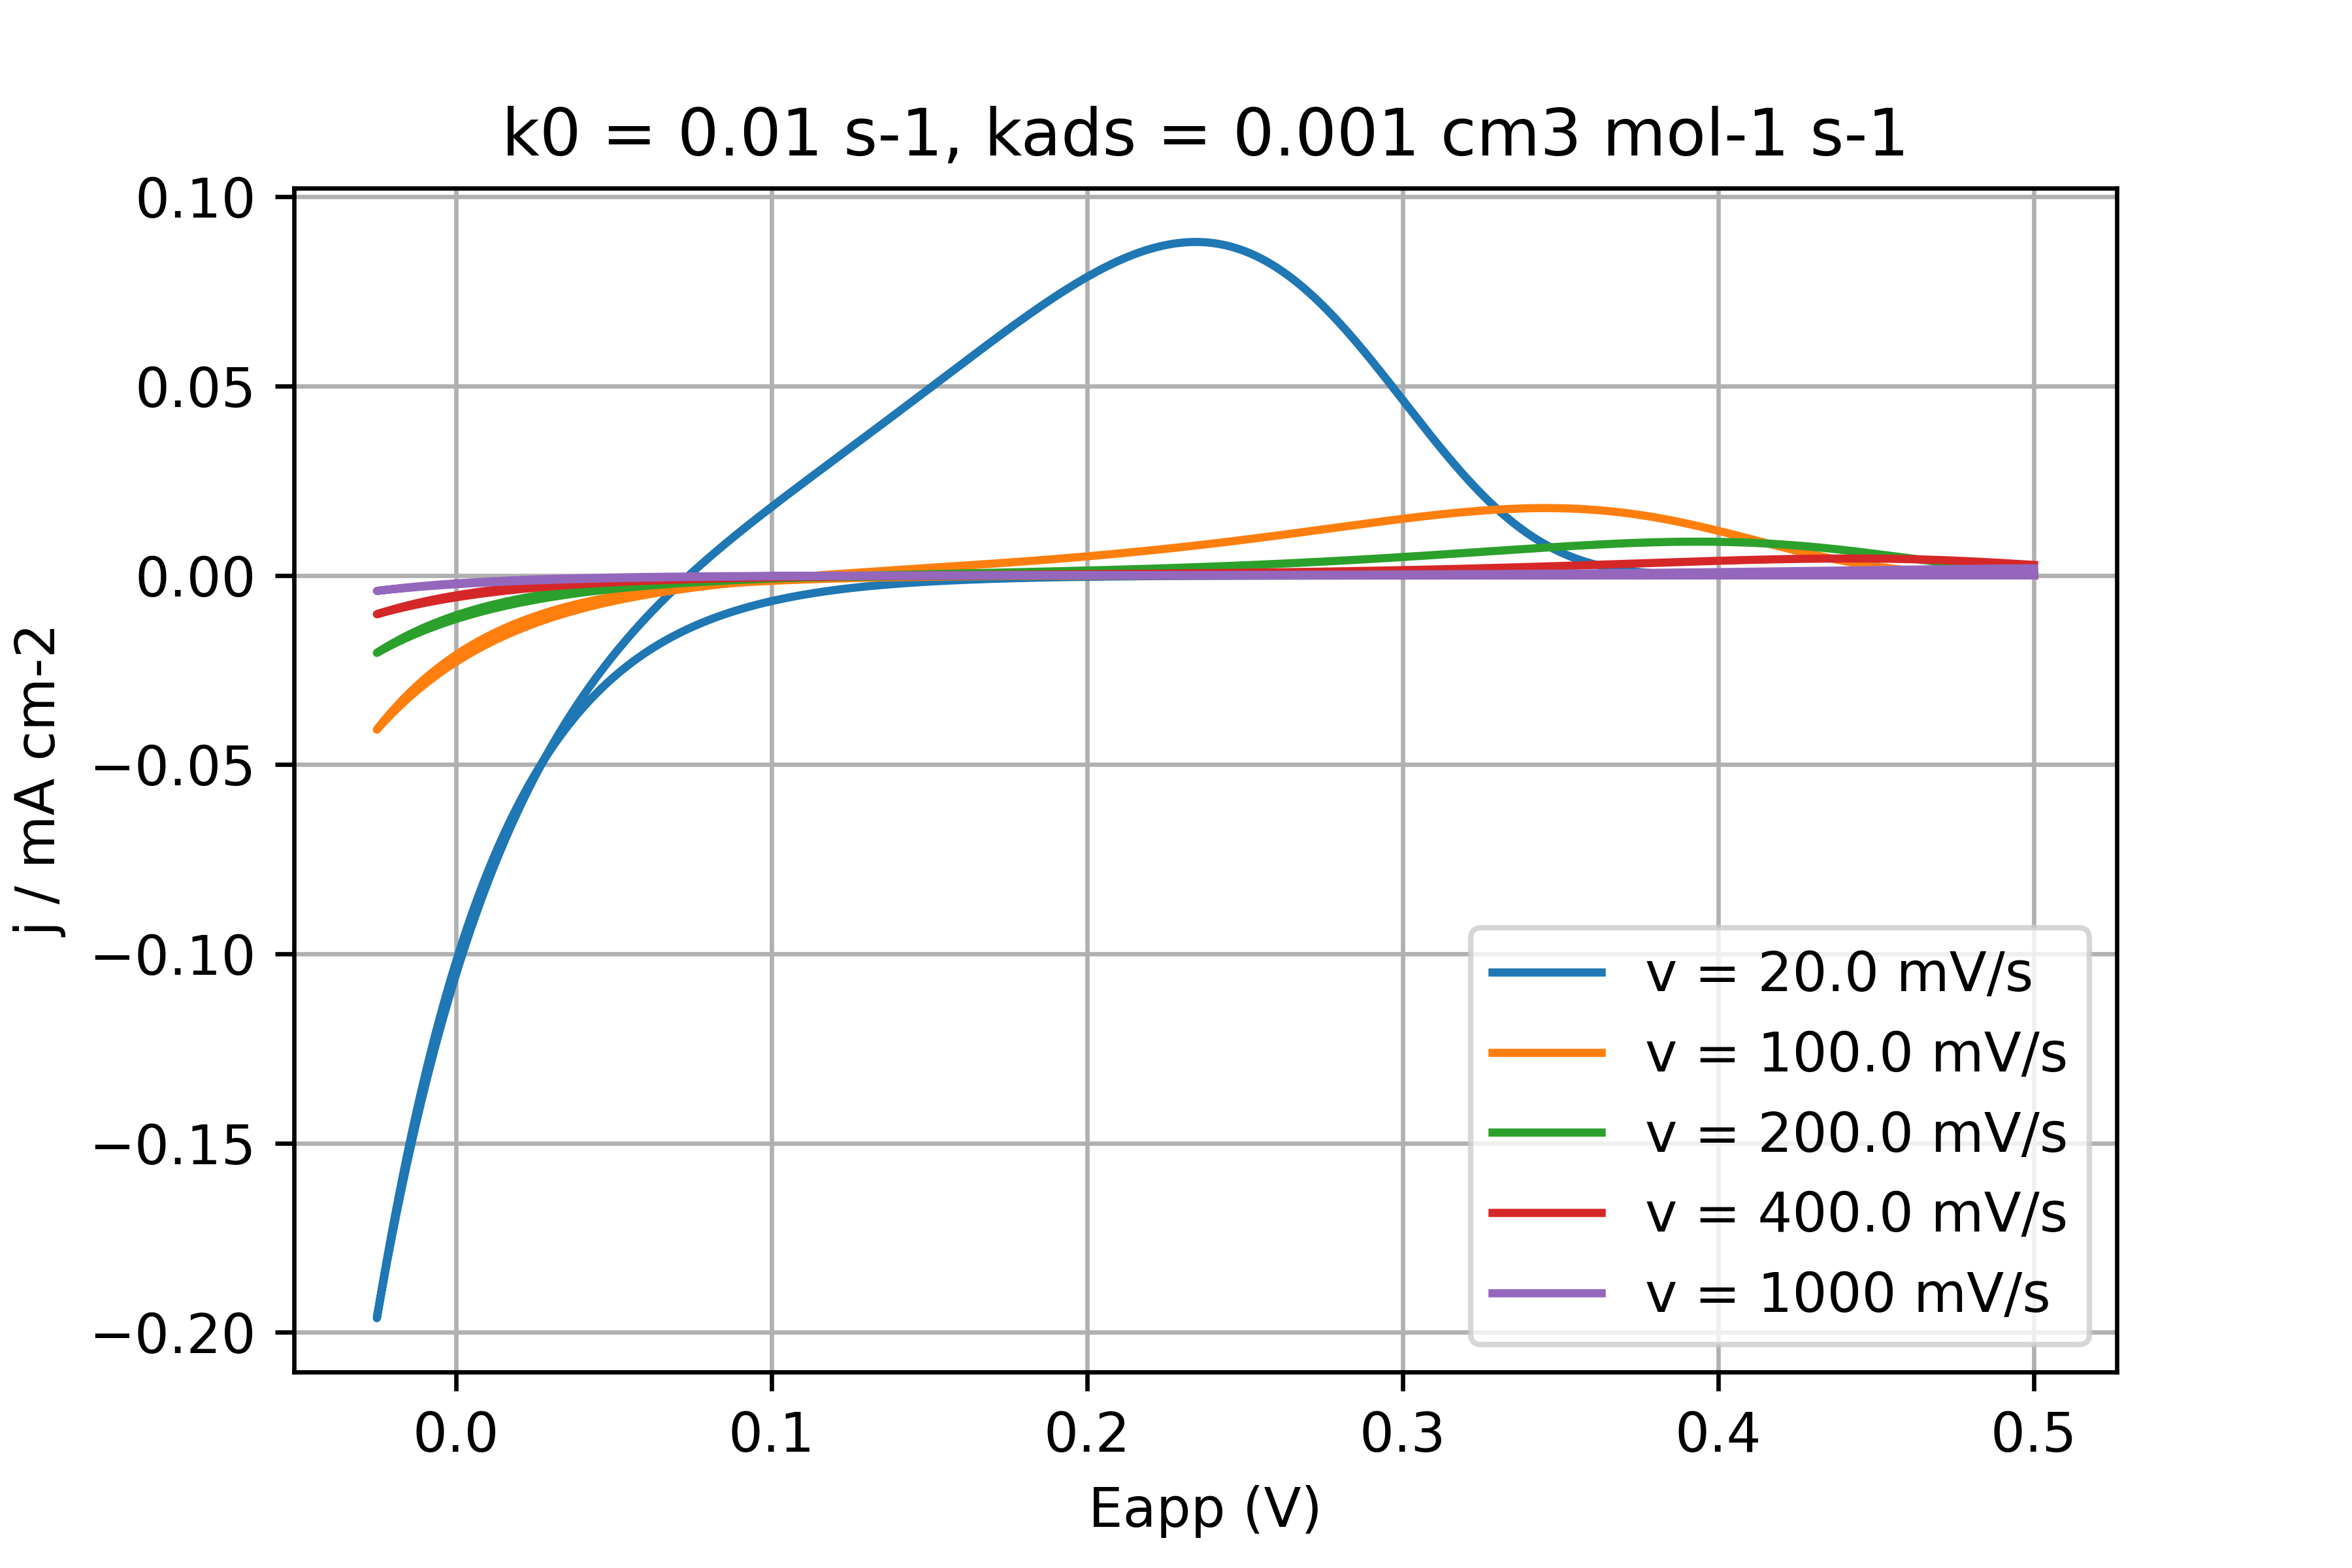 k0 = 0.01 s-1, kads = 0.001 cm3 mol-1 s-1
j / mA cm-2
0.10
0.05
0.00
−0.05
−0.10
−0.15
−0.20
v = 20.0 mV/s
v = 100.0 mV/s
v = 200.0 mV/s
v = 400.0 mV/s
v = 1000 mV/s
0.0 0.1 0.2 0.3 0.4 0.5
Eapp (V)